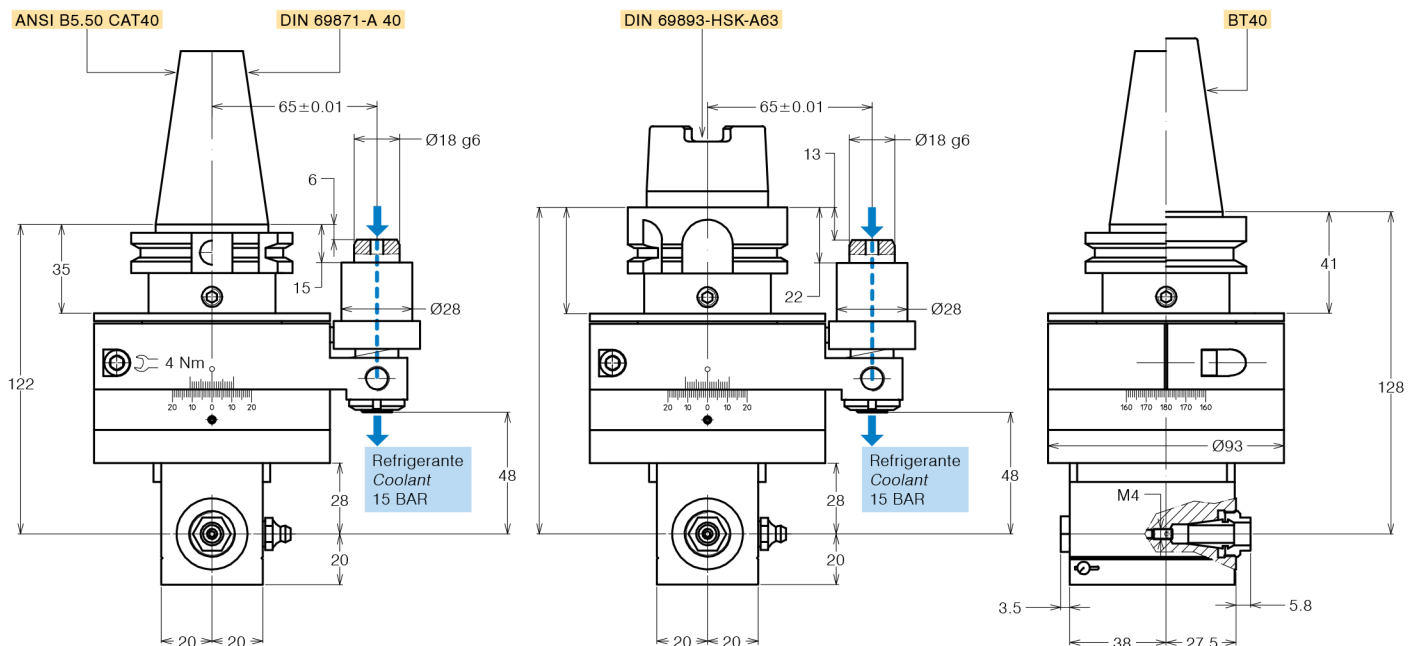 ANSI B5.50 CAT40
DIN 69871-A 40
DIN 69893-HSK-A63
BT40
65±0.01
Ø18 g6
6
35
15
Ø28
4 Nm
122
20 10 0 10 20
Refrigerante
Coolant
15 BAR
48
28
20
20 20
65±0.01
Ø18 g6
13
22
Ø28
20 10 0 10 20
Refrigerante
Coolant
15 BAR
48
28
20
20 20
41
128
160 170 180 170 160
Ø93
M4
3.5
5.8
38 27.5